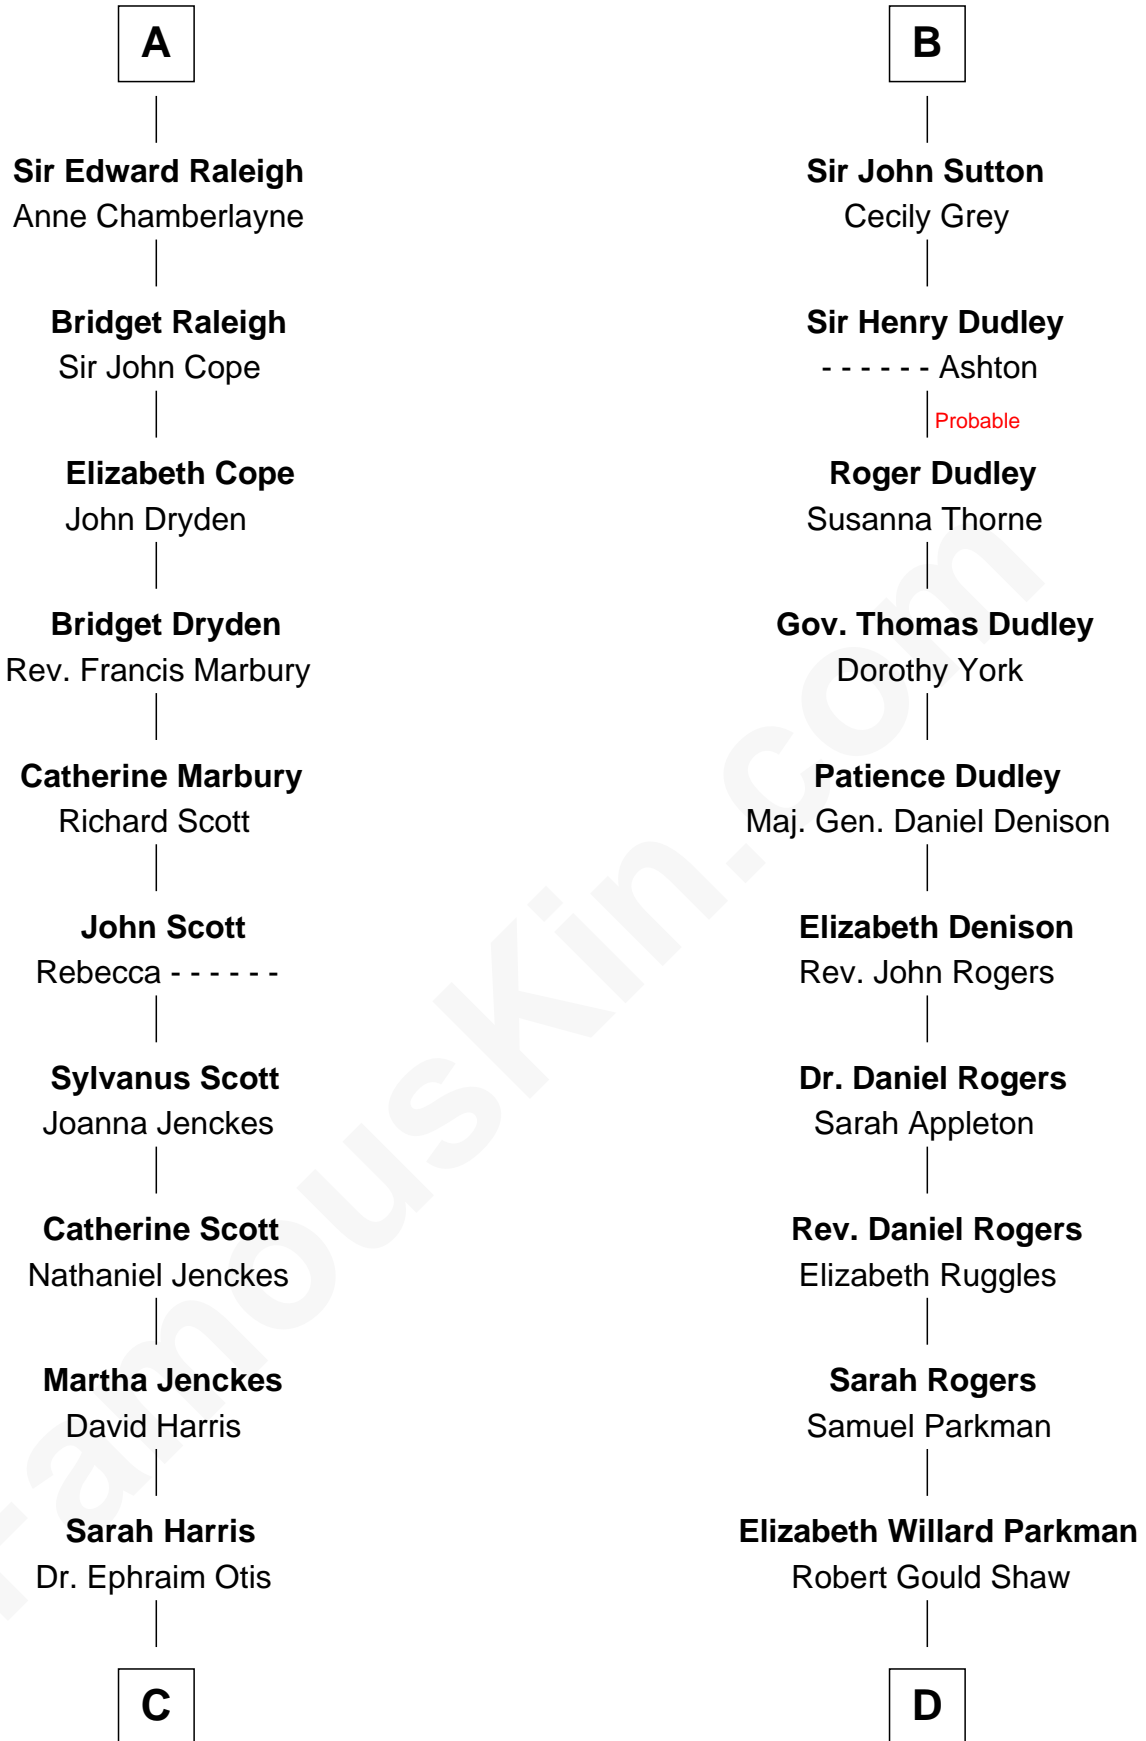 A
Sir Edward Raleigh
Anne Chamberlayne
Bridget Raleigh
Sir John Cope
Elizabeth Cope
John Dryden
Bridget Dryden
Rev. Francis Marbury
Catherine Marbury
Richard Scott
John Scott
Rebecca - - - - - -
Sylvanus Scott
Joanna Jenckes
Catherine Scott
Nathaniel Jenckes
Martha Jenckes
David Harris
Sarah Harris
Dr. Ephraim Otis
C
B
Sir John Sutton
Cecily Grey
Sir Henry Dudley
- - - - - - Ashton
Probable
Roger Dudley
Susanna Thorne
Gov. Thomas Dudley
Dorothy York
Patience Dudley
Maj. Gen. Daniel Denison
Elizabeth Denison
Rev. John Rogers
Dr. Daniel Rogers
Sarah Appleton
Rev. Daniel Rogers
Elizabeth Ruggles
Sarah Rogers
Samuel Parkman
Elizabeth Willard Parkman
Robert Gould Shaw
D
FamousKin.com